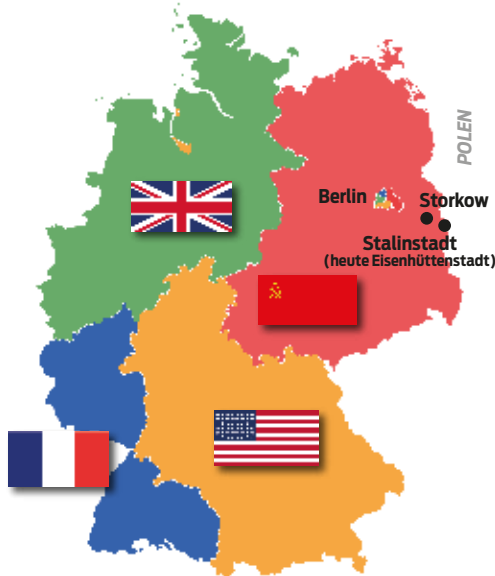 POLEN
Berlin
Storkow
Stalinstadt
(heute Eisenhüttenstadt)